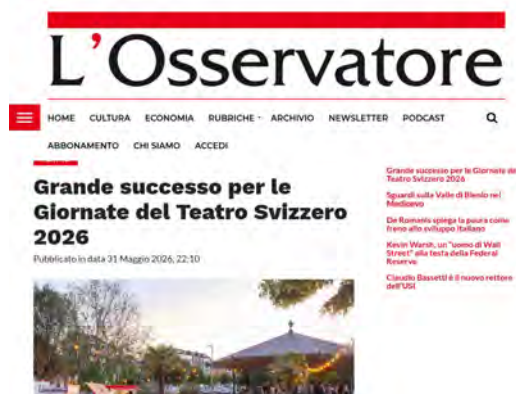 L'Osservatore
HOME CULTURA ECONOMIA RUBRICHE ARCHIVIO NEWSLETTER PODCAST
ABBONAMENTO CHI SIAMO ACCEDI
Grande successo per le
Giornate del Teatro Svizzero
2026
Pubblicato in data 31 Maggio 2026, 22:10
Grande successo per le Giornate del
Teatro Svizzero 2026
Sguardi sulla Valle di Blenio nel
Medioevo
De Romanis spiega la paura come
freno allo sviluppo italiano
Kevin Warsh, un "uomo di Wall
Street" alla testa della Federal
Reserve
Claudio Bassetti è il nuovo rettore
dell'USI